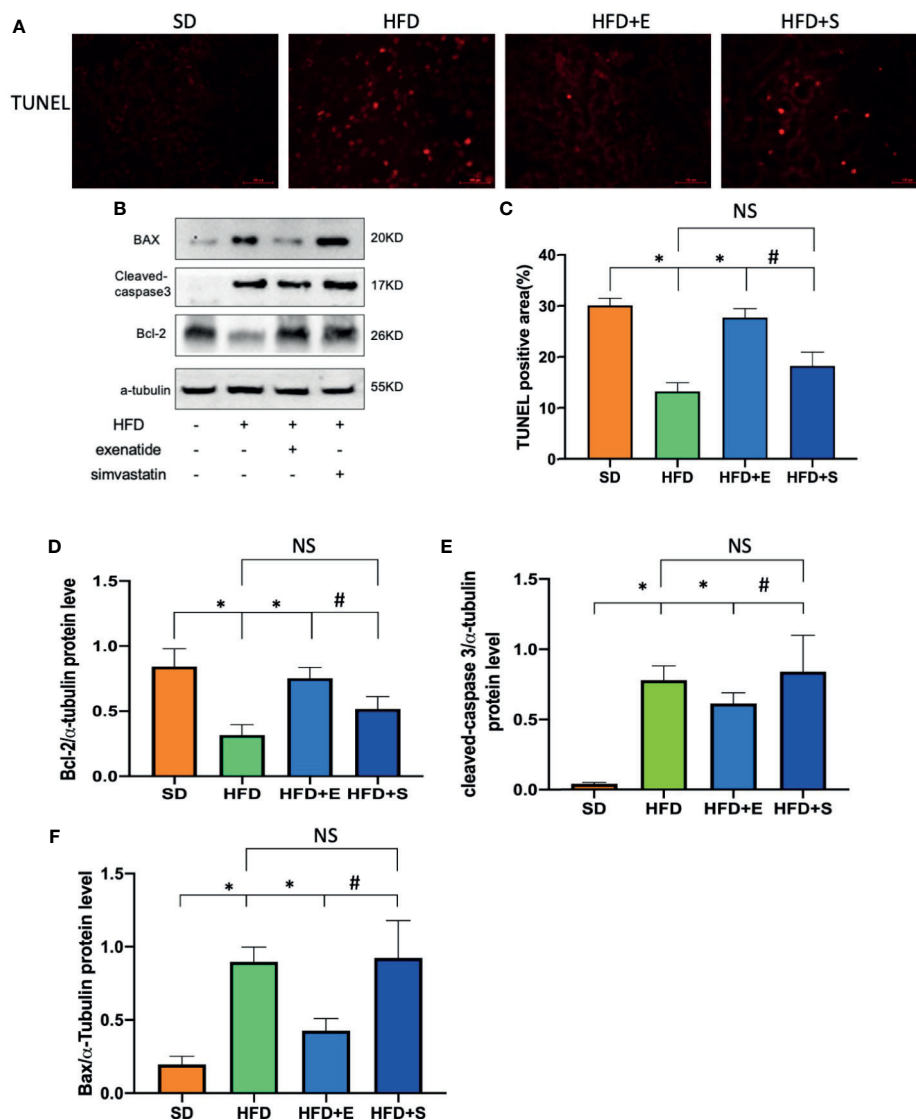 A
SD HFD HFD+E HFD+S
TUNEL
B
BAX 20KD
Cleaved-
caspase3 17KD
Bcl-2 26KD
a-tubulin 55KD
HFD - + + +
exenatide - - + -
simvastatin - - - +
C
NS
* * #
TUNEL positive area(%)
40
30
20
10
0
SD HFD HFD+E HFD+S
D
NS
* * #
Bcl-2/α-tubulin protein leve
1.0
0.5
0.0
SD HFD HFD+E HFD+S
E
NS
* * #
cleaved-caspase 3/α-tubulin
protein level
1.5
1.0
0.5
0.0
SD HFD HFD+E HFD+S
F
NS
* * #
Bax/α-Tubulin protein level
1.5
1.0
0.5
0.0
SD HFD HFD+E HFD+S